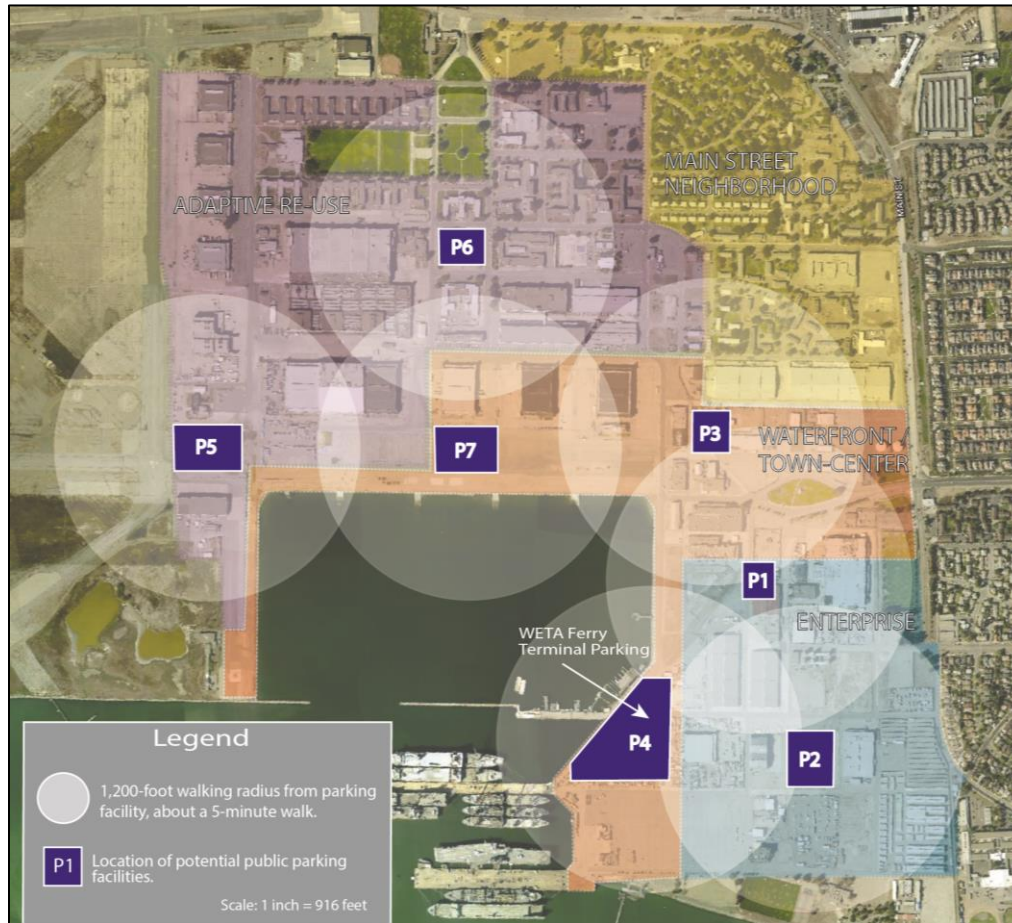 MAIN STREET
NEIGHBORHOOD
MAIN ST
ADAPTIVE RE-USE
P6
P5
P7
P3
WATERFRONT /
TOWN-CENTER
P1
ENTERPRISE
WETA Ferry
Terminal Parking
P4
P2
Legend
1,200-foot walking radius from parking
facility, about a 5-minute walk.
P1
Location of potential public parking
facilities.
Scale: 1 inch = 916 feet